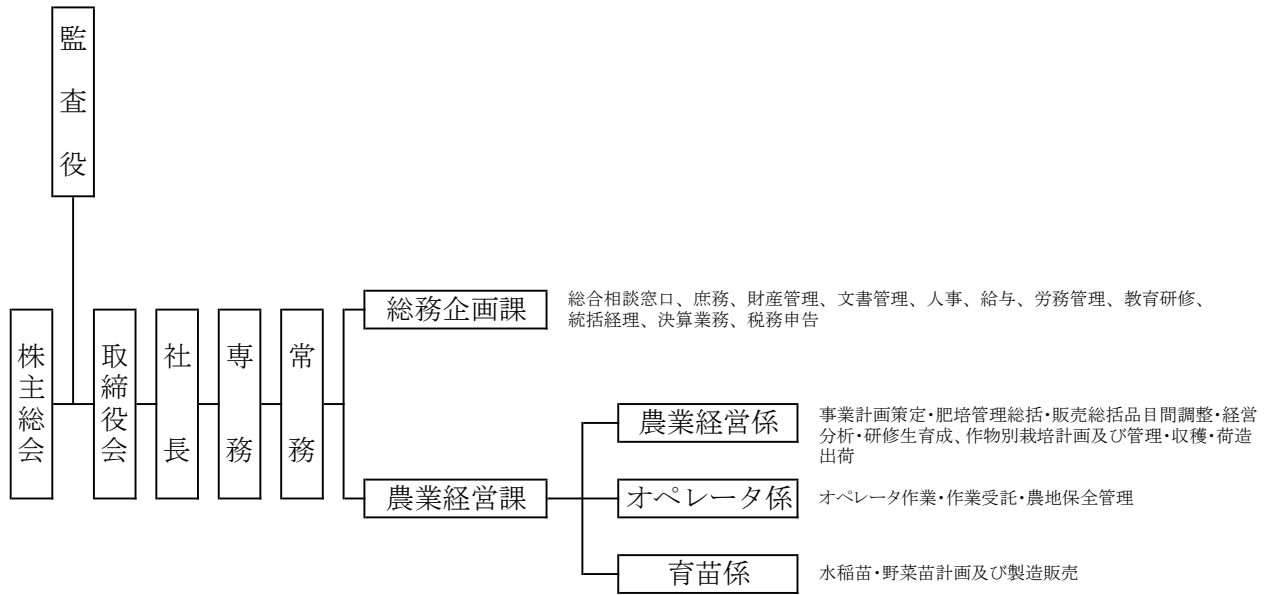 監査役
株主総会
取締役会
社長
専務
常務
総務企画課
総合相談窓口、庶務、財産管理、文書管理、人事、給与、労務管理、教育研修、
統括経理、決算業務、税務申告
農業経営課
農業経営係
事業計画策定・肥培管理総括・販売総括品目間調整・経営
分析・研修生育成、作物別栽培計画及び管理・収穫・荷造
出荷
オペレータ係
オペレータ作業・作業受託・農地保全管理
育苗係
水稲苗・野菜苗計画及び製造販売